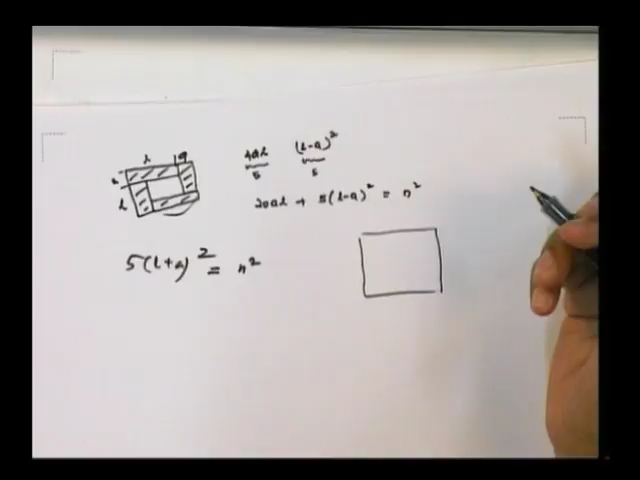 l a
4al/5 (l-a)²/5
a
l
20al + 5(l-a)² = n²
5(l+a)² = n²